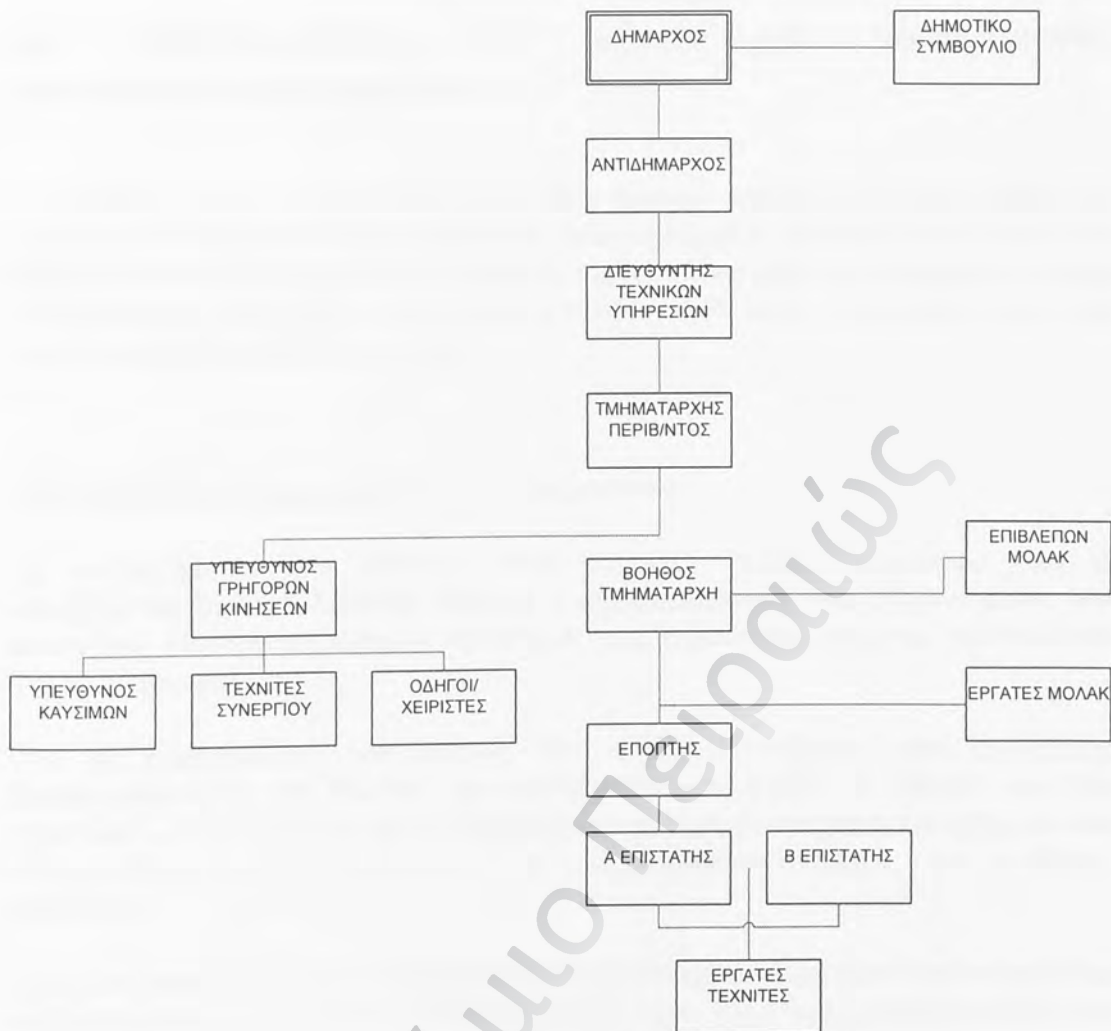 ΔΗΜΑΡΧΟΣ
ΔΗΜΟΤΙΚΟ
ΣΥΜΒΟΥΛΙΟ
ΑΝΤΙΔΗΜΑΡΧΟΣ
ΔΙΕΥΘΥΝΤΗΣ
ΤΕΧΝΙΚΩΝ
ΥΠΗΡΕΣΙΩΝ
ΤΜΗΜΑΤΑΡΧΗΣ
ΠΕΡΙΒ/ΝΤΟΣ
ΥΠΕΥΘΥΝΟΣ
ΓΡΗΓΟΡΩΝ
ΚΙΝΗΣΕΩΝ
ΒΟΗΘΟΣ
ΤΜΗΜΑΤΑΡΧΗ
ΕΠΙΒΛΕΠΩΝ
ΜΟΛΑΚ
ΥΠΕΥΘΥΝΟΣ
ΚΑΥΣΙΜΩΝ
ΤΕΧΝΙΤΕΣ
ΣΥΝΕΡΓΙΟΥ
ΟΔΗΓΟΙ/
ΧΕΙΡΙΣΤΕΣ
ΕΡΓΑΤΕΣ ΜΟΛΑΚ
ΕΠΟΠΤΗΣ
Α ΕΠΙΣΤΑΤΗΣ
Β ΕΠΙΣΤΑΤΗΣ
ΕΡΓΑΤΕΣ
ΤΕΧΝΙΤΕΣ
Πειραιώς